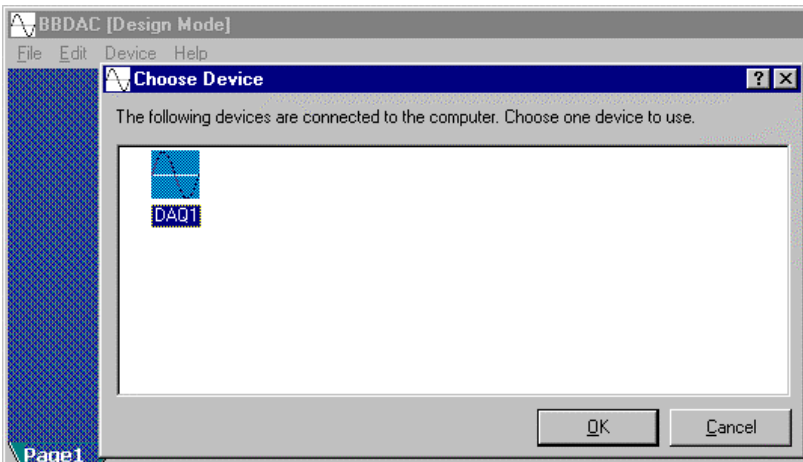 BBDAC [Design Mode]
File Edit Device Help
Choose Device
The following devices are connected to the computer. Choose one device to use.
DAQ1
OK Cancel
Page1